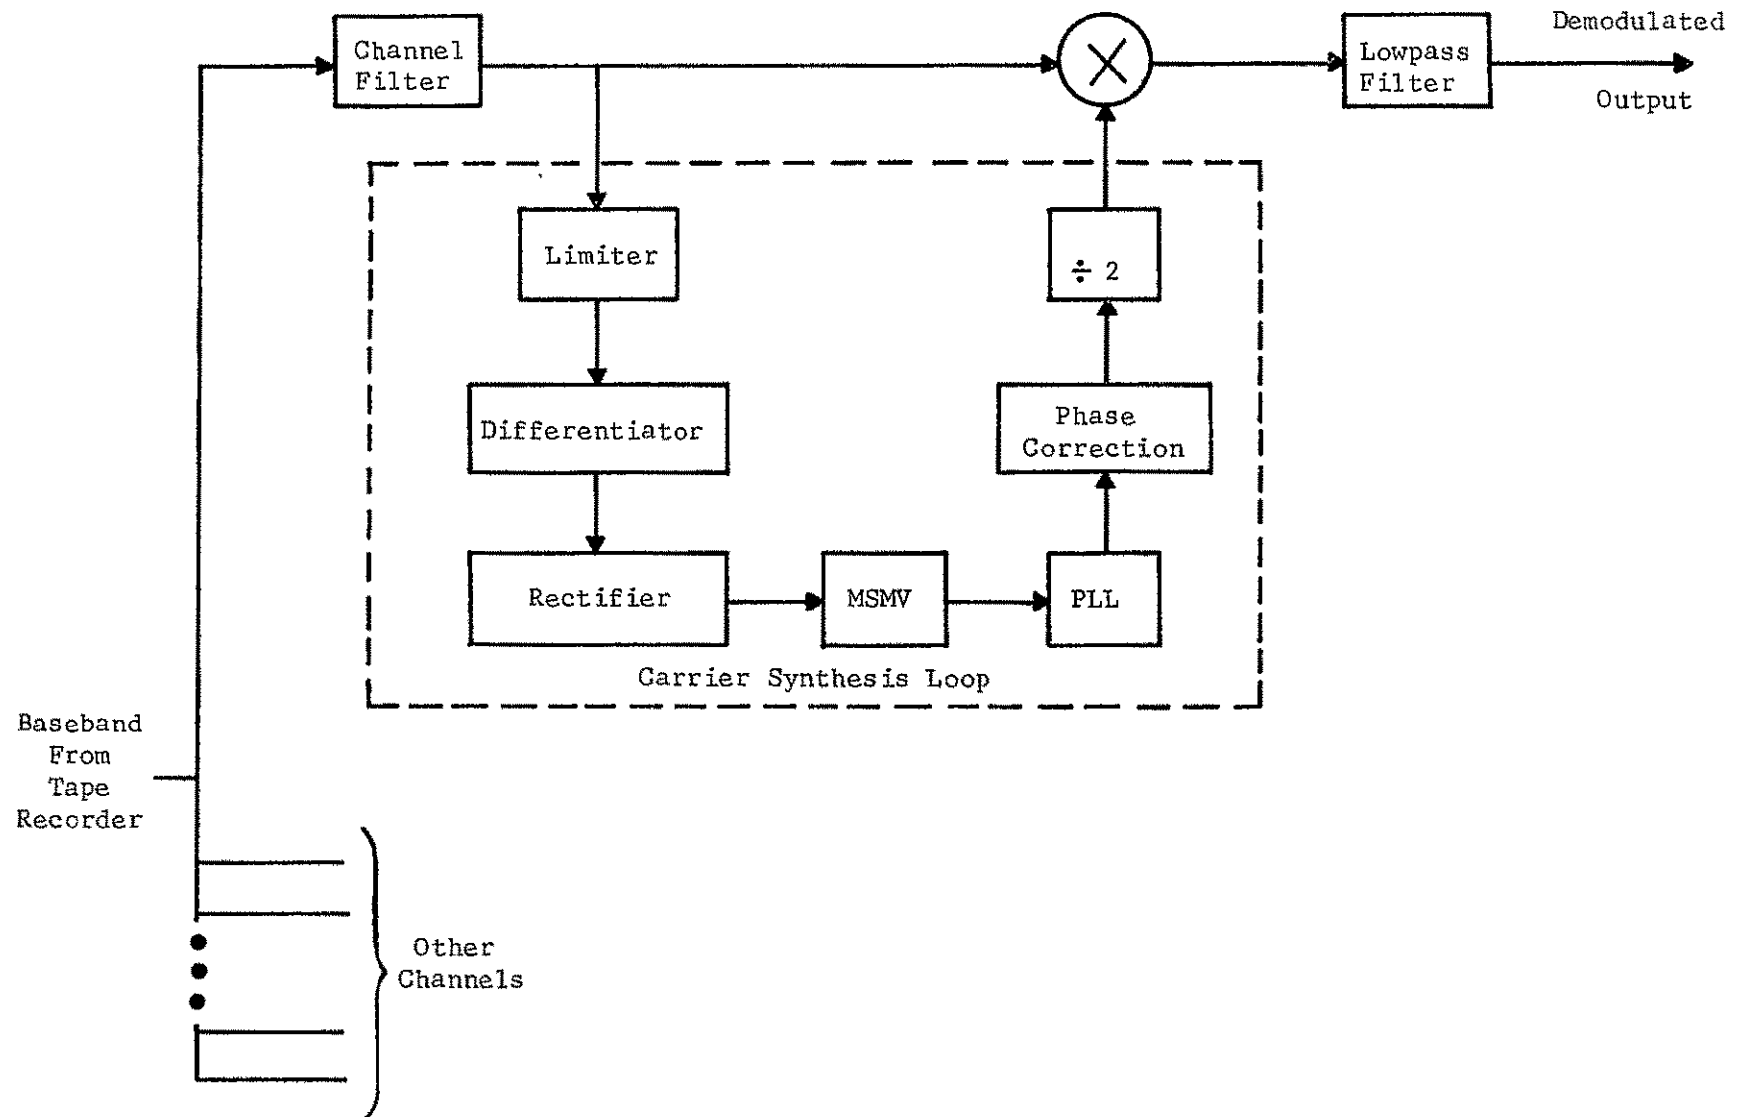 Demodulated
Output
Channel
Filter
Lowpass
Filter
Limiter
÷ 2
Differentiator
Phase
Correction
Rectifier
MSMV
PLL
Carrier Synthesis Loop
Baseband
From
Tape
Recorder
Other
Channels